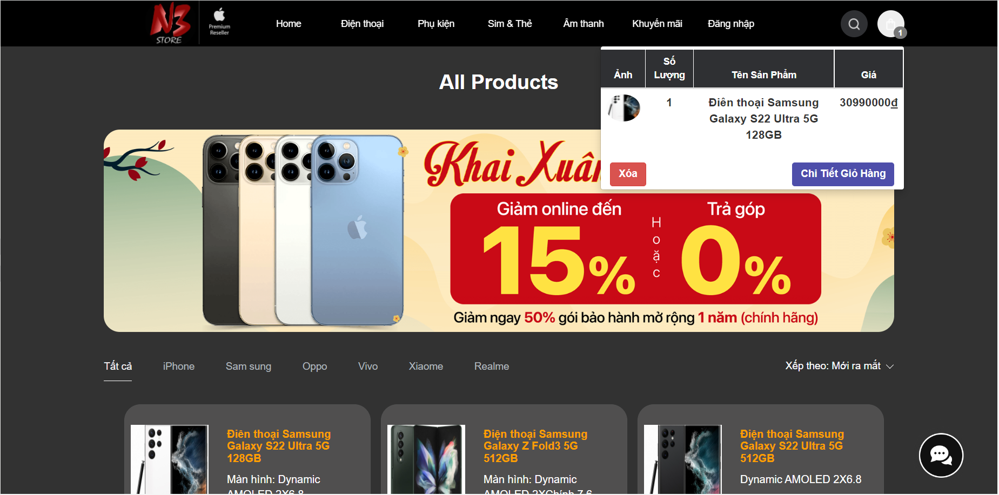 N3
STORE
Premium
Reseller
Home
Điện thoại
Phụ kiện
Sim & Thẻ
Âm thanh
Khuyến mãi
Đăng nhập
1
All Products
Ảnh
Số
Lượng
Tên Sản Phẩm
Giá
1
Điên thoại Samsung
Galaxy S22 Ultra 5G
128GB
30990000đ
Xóa
Chi Tiết Giỏ Hàng
Khai Xuân
Giảm online đến
15%
Hoặc
Trả góp
0%
Giảm ngay 50% gói bảo hành mở rộng 1 năm (chính hãng)
Tất cả
iPhone
Sam sung
Oppo
Vivo
Xiaome
Realme
Xếp theo: Mới ra mắt
Điên thoại Samsung
Galaxy S22 Ultra 5G
128GB
Màn hình: Dynamic
AMOLED 2X6.8
Điện thoại Samsung
Galaxy Z Fold3 5G
512GB
Màn hình: Dynamic
AMOLED 2XChính 7.6
Điện thoại Samsung
Galaxy S22 Ultra 5G
512GB
Dynamic AMOLED 2X6.8